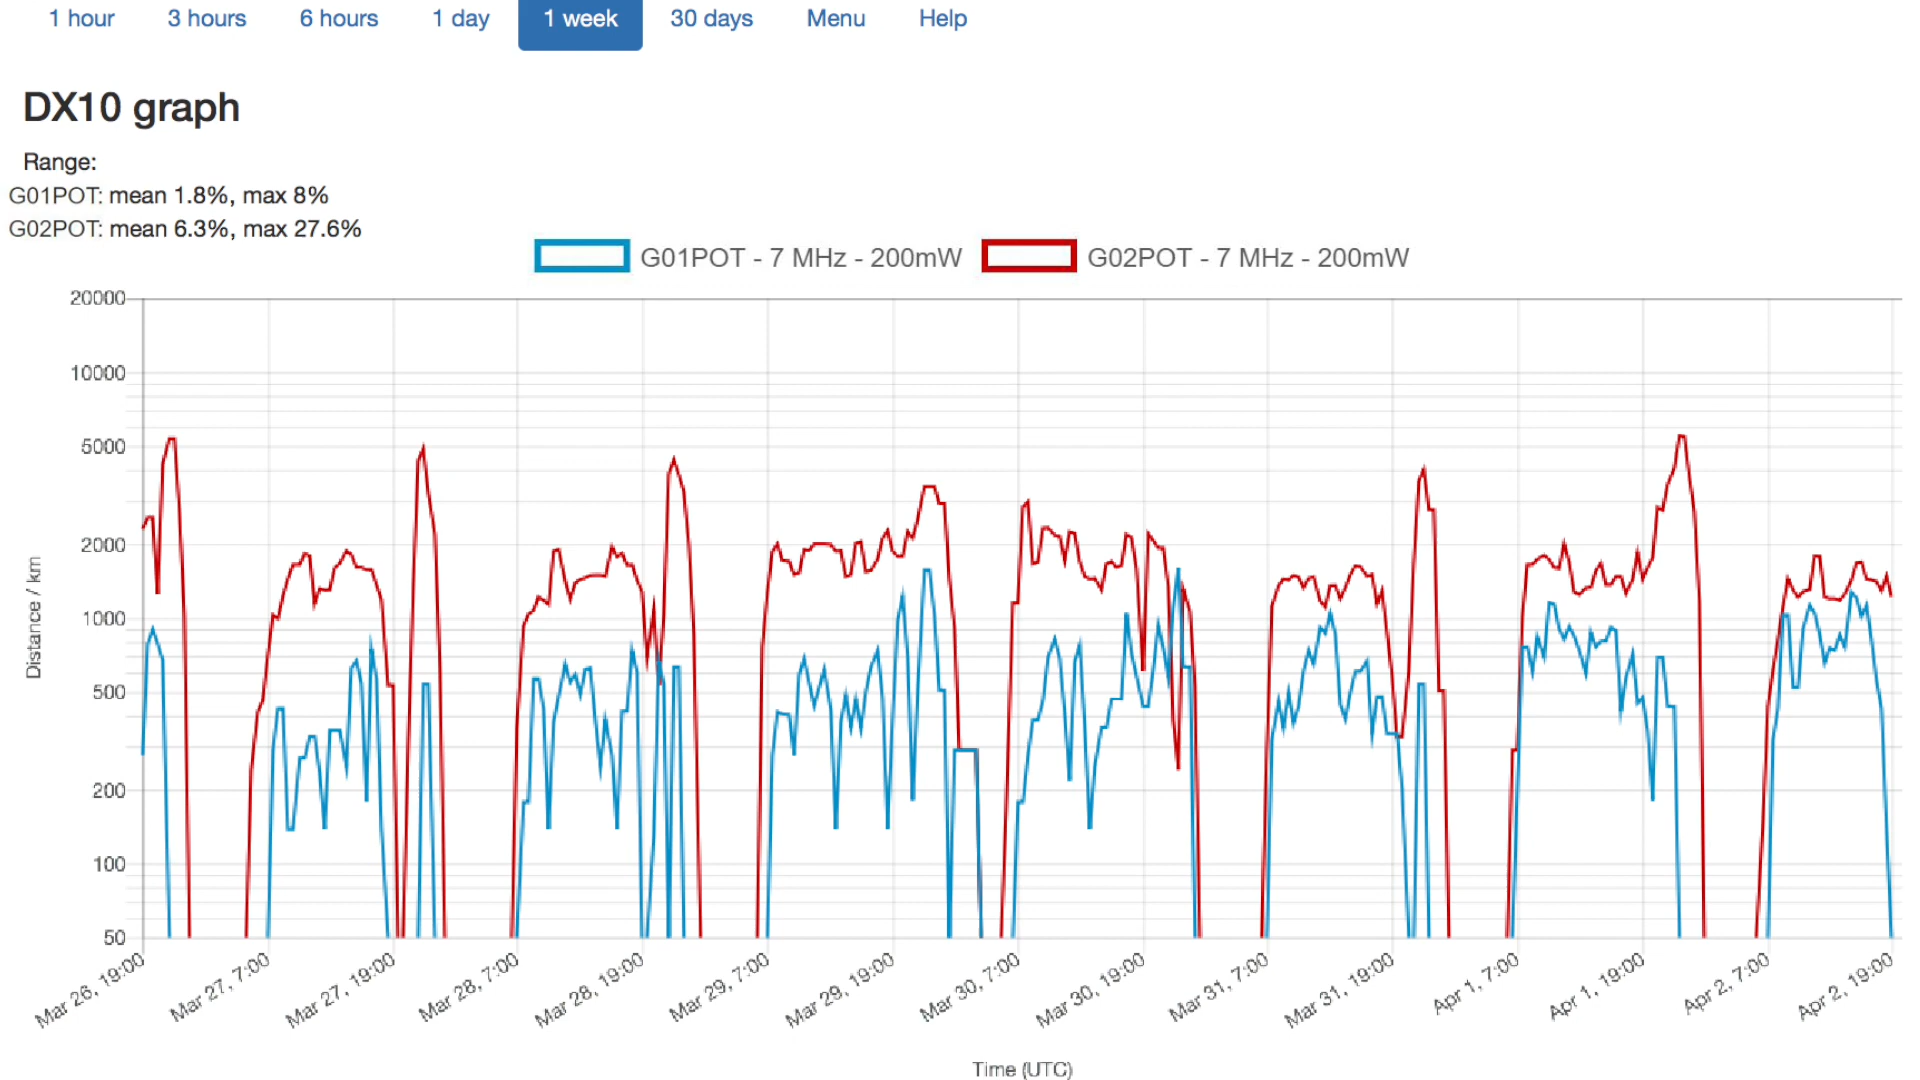 1 hour 3 hours 6 hours 1 day 1 week 30 days Menu Help
DX10 graph
Range:
G01POT: mean 1.8%, max 8%
G02POT: mean 6.3%, max 27.6%
G01POT - 7 MHz - 200mW G02POT - 7 MHz - 200mW
20000
10000
5000
2000
1000
500
200
100
50
Distance / km
Mar 26, 19:00 Mar 27, 7:00 Mar 27, 19:00 Mar 28, 7:00 Mar 28, 19:00 Mar 29, 7:00 Mar 29, 19:00 Mar 30, 7:00 Mar 30, 19:00 Mar 31, 7:00 Mar 31, 19:00 Apr 1, 7:00 Apr 1, 19:00 Apr 2, 7:00 Apr 2, 19:00
Time (UTC)